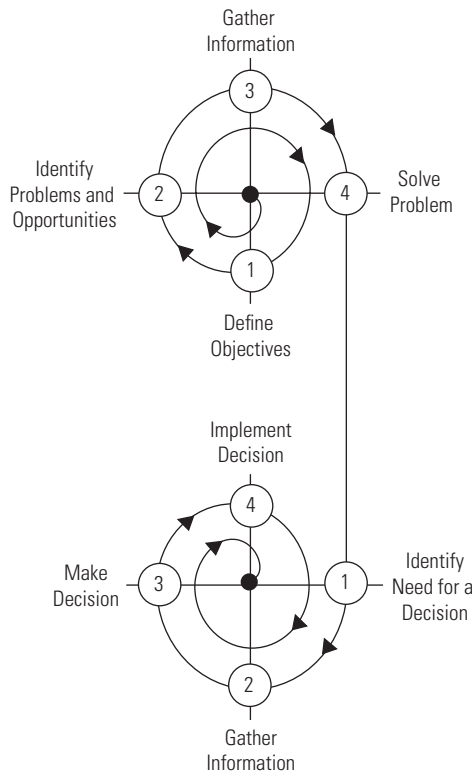 Gather
Information
3
Identify
Problems and
Opportunities
2
4
Solve
Problem
1
Define
Objectives
Implement
Decision
4
Make
Decision
3
1
Identify
Need for a
Decision
2
Gather
Information